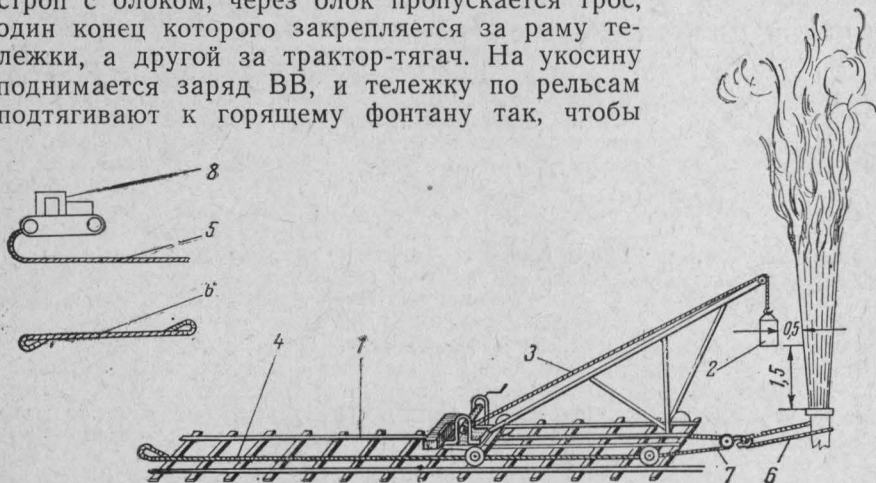 строп с блоком, через блок пропускается трос,
один конец которого закрепляется за раму те-
лежки, а другой за трактор-тягач. На укосину
поднимается заряд ВВ, и тележку по рельсам
подтягивают к горящему фонтану так, чтобы
8
5
6
4
1
3
2
0,5
1,5
7
6